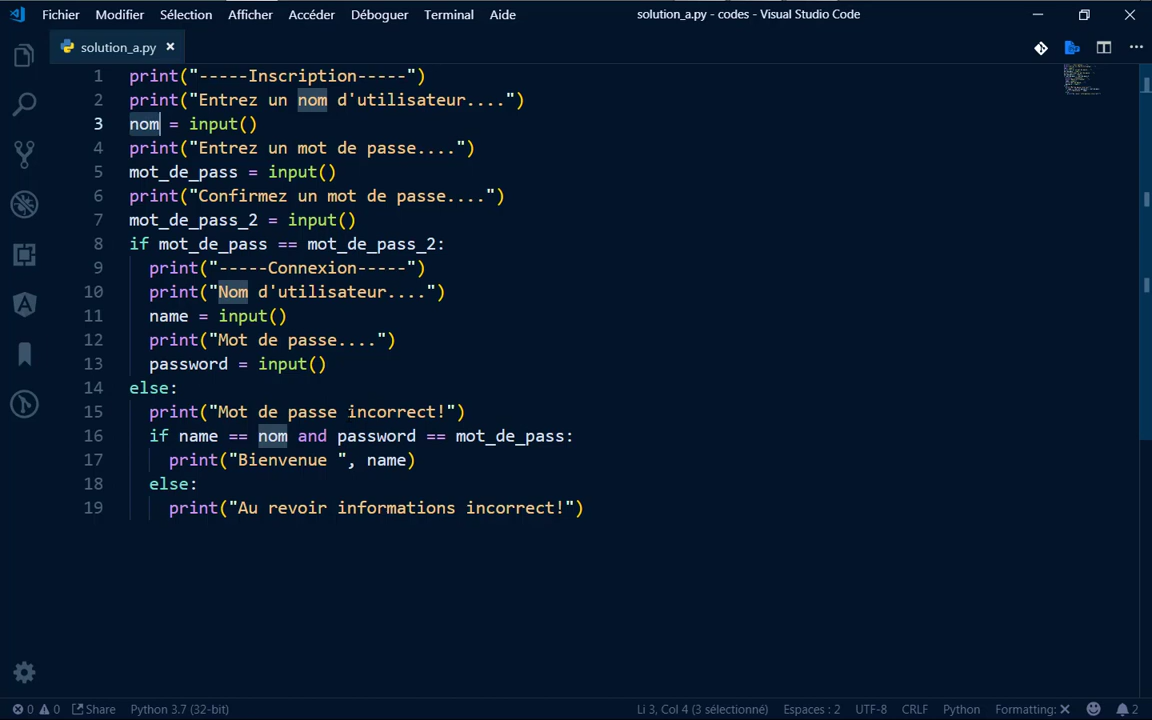 Fichier Modifier Sélection Afficher Accéder Déboguer Terminal Aide solution_a.py - codes - Visual Studio Code
solution_a.py
1 print("-----Inscription-----")
2 print("Entrez un nom d'utilisateur....")
3 nom = input()
4 print("Entrez un mot de passe....")
5 mot_de_pass = input()
6 print("Confirmez un mot de passe....")
7 mot_de_pass_2 = input()
8 if mot_de_pass == mot_de_pass_2:
9 print("-----Connexion-----")
10 print("Nom d'utilisateur....")
11 name = input()
12 print("Mot de passe....")
13 password = input()
14 else:
15 print("Mot de passe incorrect!")
16 if name == nom and password == mot_de_pass:
17 print("Bienvenue ", name)
18 else:
19 print("Au revoir informations incorrect!")
0 0 Share Python 3.7 (32-bit) Li 3, Col 4 (3 sélectionné) Espaces : 2 UTF-8 CRLF Python Formatting: ✕ 2